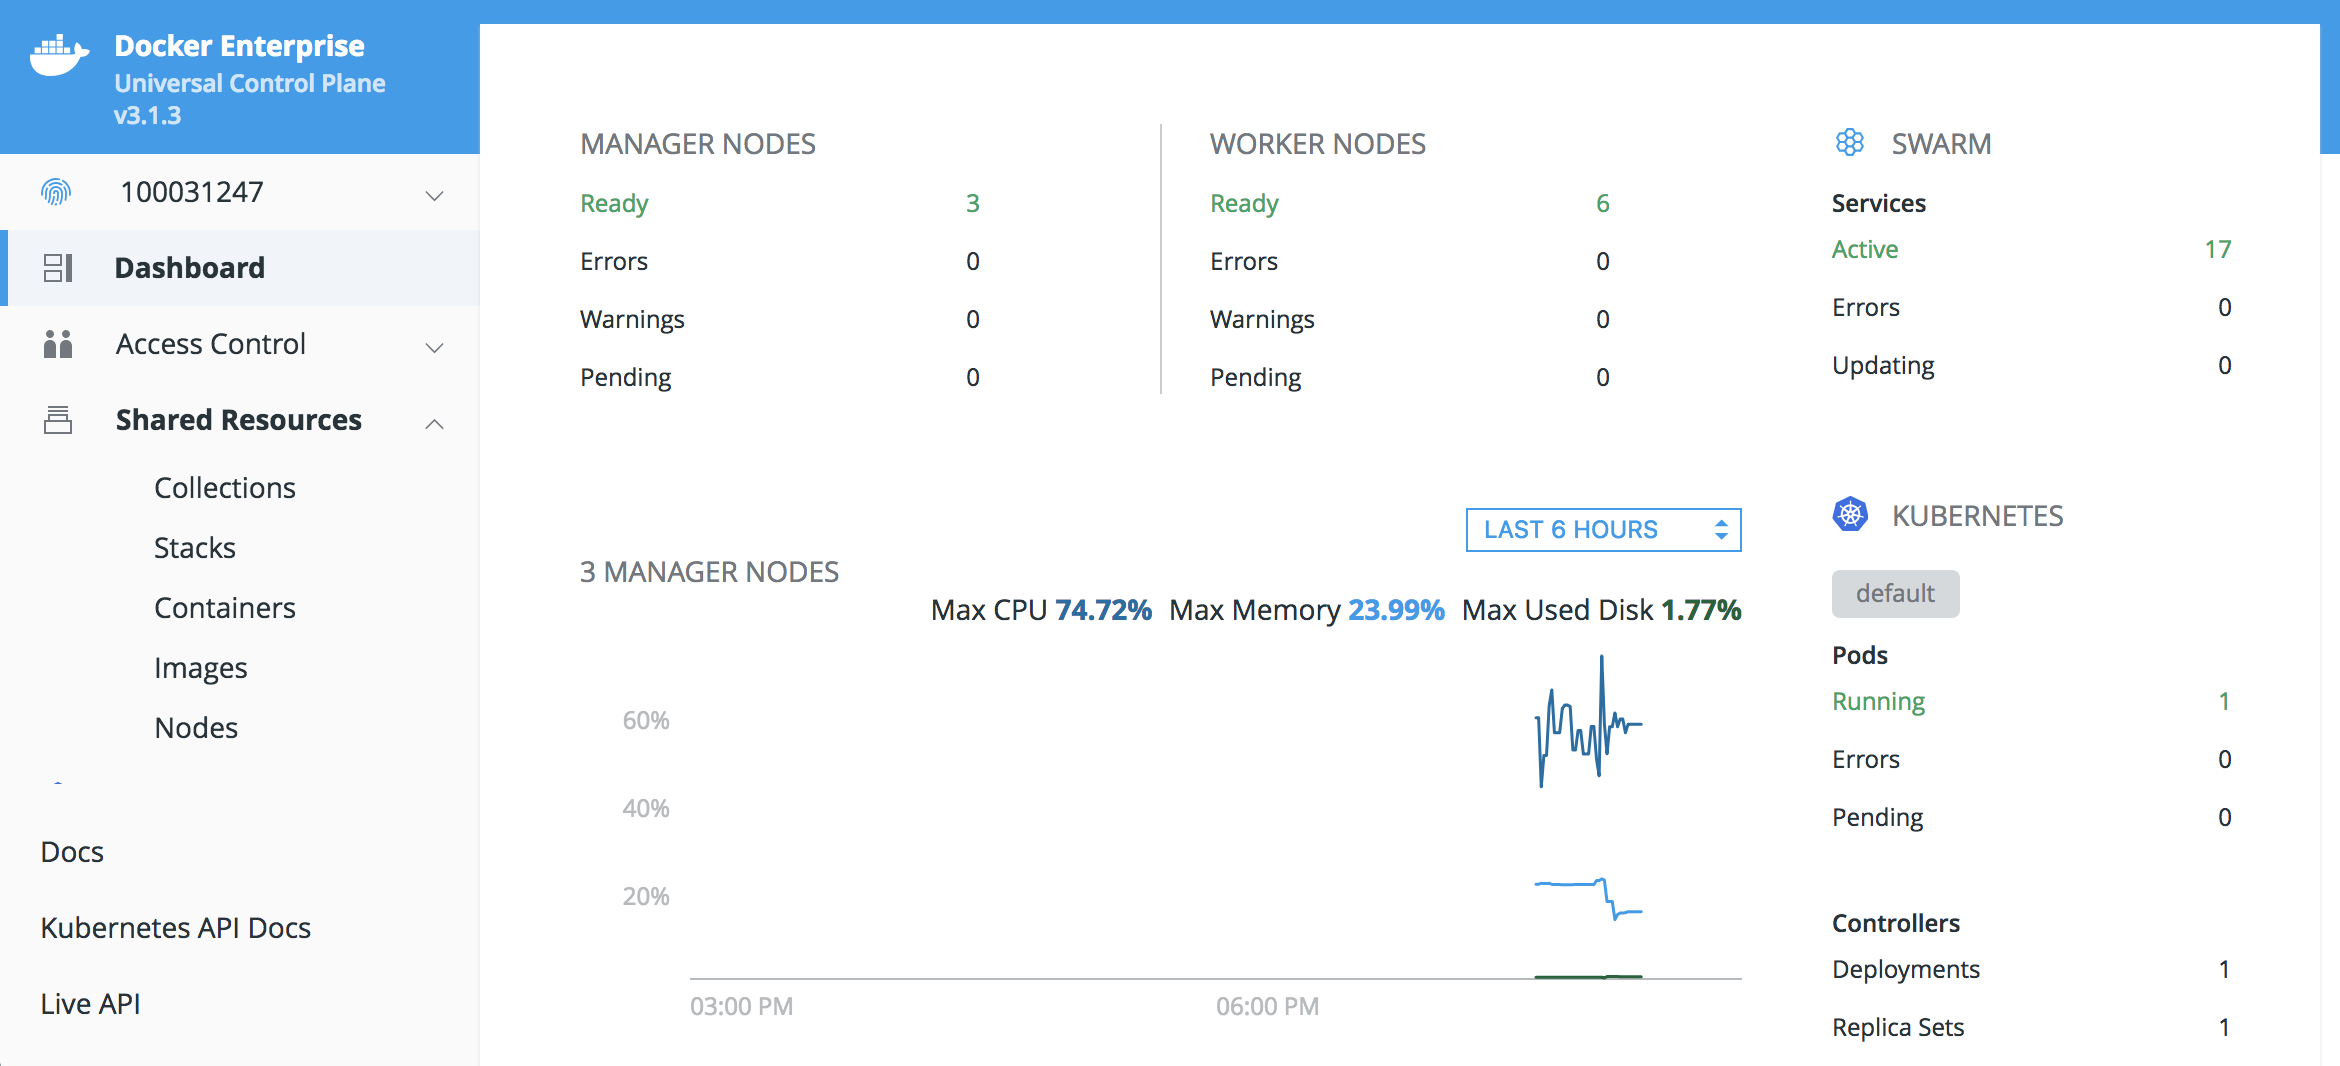 Docker Enterprise
Universal Control Plane
v3.1.3
100031247
Dashboard
Access Control
Shared Resources
Collections
Stacks
Containers
Images
Nodes
Docs
Kubernetes API Docs
Live API
MANAGER NODES
Ready 3
Errors 0
Warnings 0
Pending 0
WORKER NODES
Ready 6
Errors 0
Warnings 0
Pending 0
LAST 6 HOURS
3 MANAGER NODES
Max CPU 74.72% Max Memory 23.99% Max Used Disk 1.77%
60%
40%
20%
03:00 PM 06:00 PM
SWARM
Services
Active 17
Errors 0
Updating 0
KUBERNETES
default
Pods
Running 1
Errors 0
Pending 0
Controllers
Deployments 1
Replica Sets 1